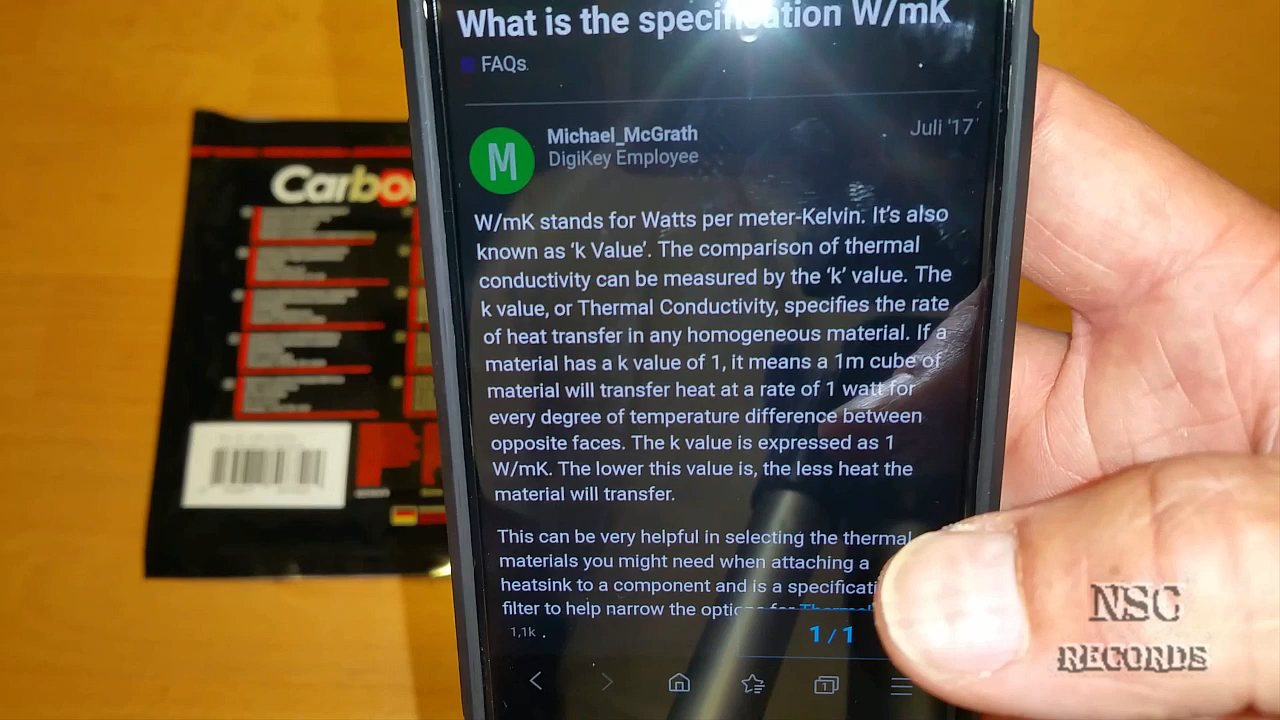 What is the specification W/mK
FAQs
Michael_McGrath
Juli '17
DigiKey Employee
W/mK stands for Watts per meter-Kelvin. It's also
known as 'k Value'. The comparison of thermal
conductivity can be measured by the 'k' value. The
k value, or Thermal Conductivity, specifies the rate
of heat transfer in any homogeneous material. If a
material has a k value of 1, it means a 1m cube of
material will transfer heat at a rate of 1 watt for
every degree of temperature difference between
opposite faces. The k value is expressed as 1
W/mK. The lower this value is, the less heat the
material will transfer.
This can be very helpful in selecting the thermal
materials you might need when attaching a
heatsink to a component and is a specificati
filter to help narrow the options for Thermal
1,1k
1 / 1
1
M
Carbo
NSC
RECORDS